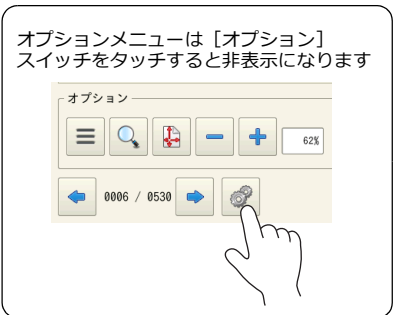 オプションメニューは［オプション］
スイッチをタッチすると非表示になります
オプション
62%
0006 / 0530